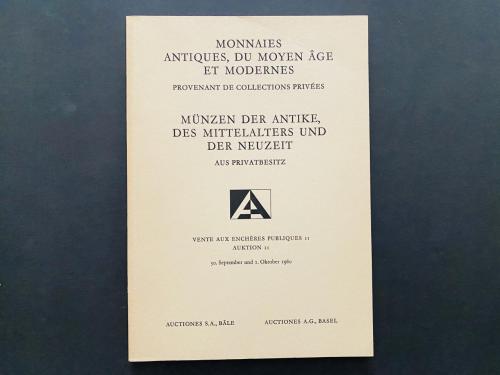 MONNAIES
ANTIQUES, DU MOYEN ÂGE
ET MODERNES
PROVENANT DE COLLECTIONS PRIVÉES
MÜNZEN DER ANTIKE,
DES MITTELALTERS UND
DER NEUZEIT
AUS PRIVATBESITZ
A
VENTE AUX ENCHÈRES PUBLIQUES 11
AUKTION 11
30. September und 1. Oktober 1980
AUCTIONES S.A., BÂLE AUCTIONES A.G., BASEL